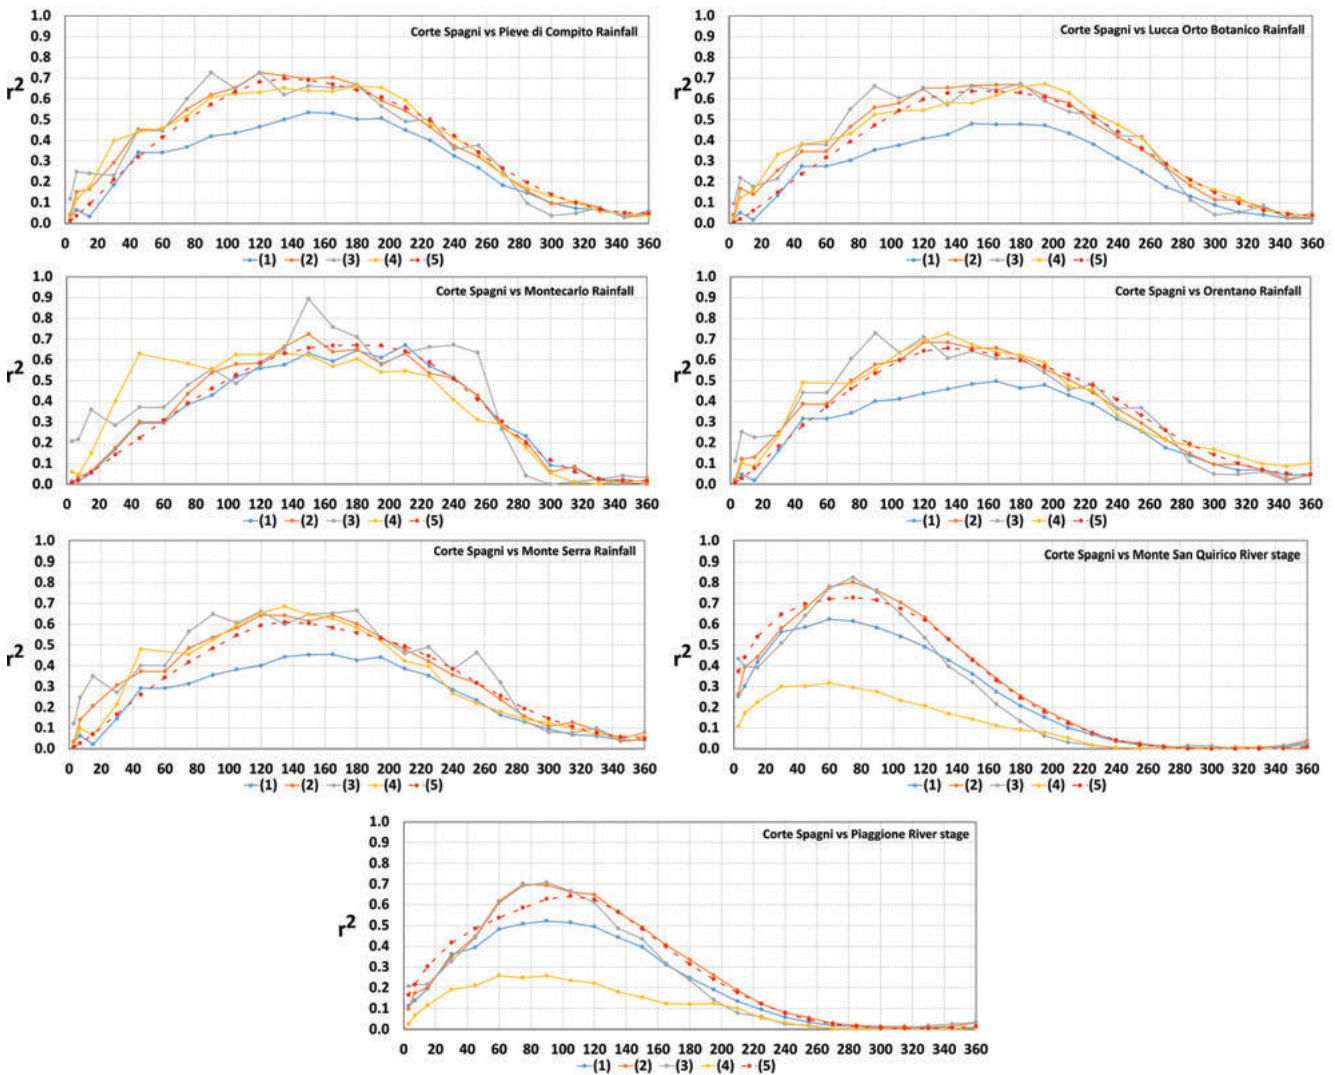 Corte Spagni vs Pieve di Compito Rainfall
r²
1.0
0.9
0.8
0.7
0.6
0.5
0.4
0.3
0.2
0.1
0.0
0 20 40 60 80 100 120 140 160 180 200 220 240 260 280 300 320 340 360
(1) (2) (3) (4) (5)
Corte Spagni vs Lucca Orto Botanico Rainfall
r²
1.0
0.9
0.8
0.7
0.6
0.5
0.4
0.3
0.2
0.1
0.0
0 20 40 60 80 100 120 140 160 180 200 220 240 260 280 300 320 340 360
(1) (2) (3) (4) (5)
Corte Spagni vs Montecarlo Rainfall
r²
1.0
0.9
0.8
0.7
0.6
0.5
0.4
0.3
0.2
0.1
0.0
0 20 40 60 80 100 120 140 160 180 200 220 240 260 280 300 320 340 360
(1) (2) (3) (4) (5)
Corte Spagni vs Orentano Rainfall
r²
1.0
0.9
0.8
0.7
0.6
0.5
0.4
0.3
0.2
0.1
0.0
0 20 40 60 80 100 120 140 160 180 200 220 240 260 280 300 320 340 360
(1) (2) (3) (4) (5)
Corte Spagni vs Monte Serra Rainfall
r²
1.0
0.9
0.8
0.7
0.6
0.5
0.4
0.3
0.2
0.1
0.0
0 20 40 60 80 100 120 140 160 180 200 220 240 260 280 300 320 340 360
(1) (2) (3) (4) (5)
Corte Spagni vs Monte San Quirico River stage
r²
1.0
0.9
0.8
0.7
0.6
0.5
0.4
0.3
0.2
0.1
0.0
0 20 40 60 80 100 120 140 160 180 200 220 240 260 280 300 320 340 360
(1) (2) (3) (4) (5)
Corte Spagni vs Piaggione River stage
r²
1.0
0.9
0.8
0.7
0.6
0.5
0.4
0.3
0.2
0.1
0.0
0 20 40 60 80 100 120 140 160 180 200 220 240 260 280 300 320 340 360
(1) (2) (3) (4) (5)